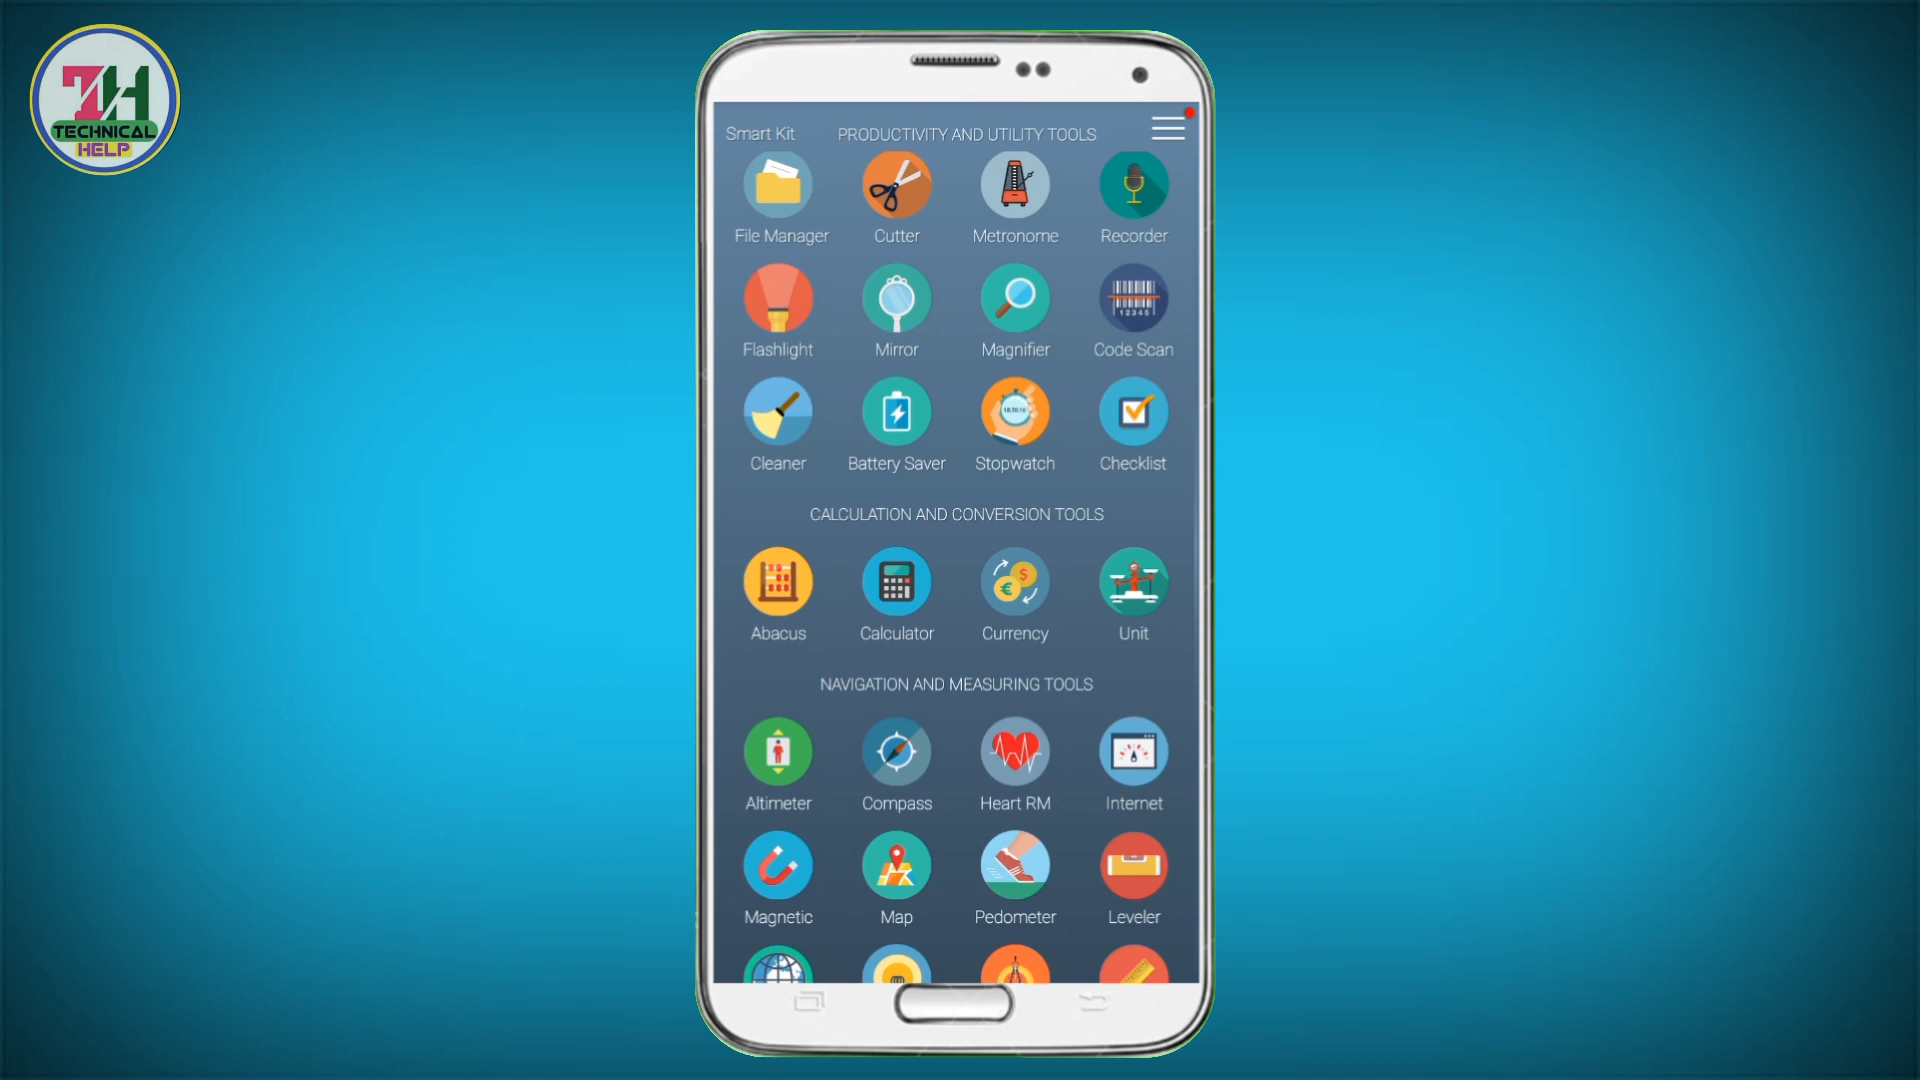 TH
TECHNICAL
HELP
Smart Kit PRODUCTIVITY AND UTILITY TOOLS
File Manager Cutter Metronome Recorder
12345
Flashlight Mirror Magnifier Code Scan
Cleaner Battery Saver Stopwatch Checklist
CALCULATION AND CONVERSION TOOLS
$
€
Abacus Calculator Currency Unit
NAVIGATION AND MEASURING TOOLS
Altimeter Compass Heart RM Internet
Magnetic Map Pedometer Leveler